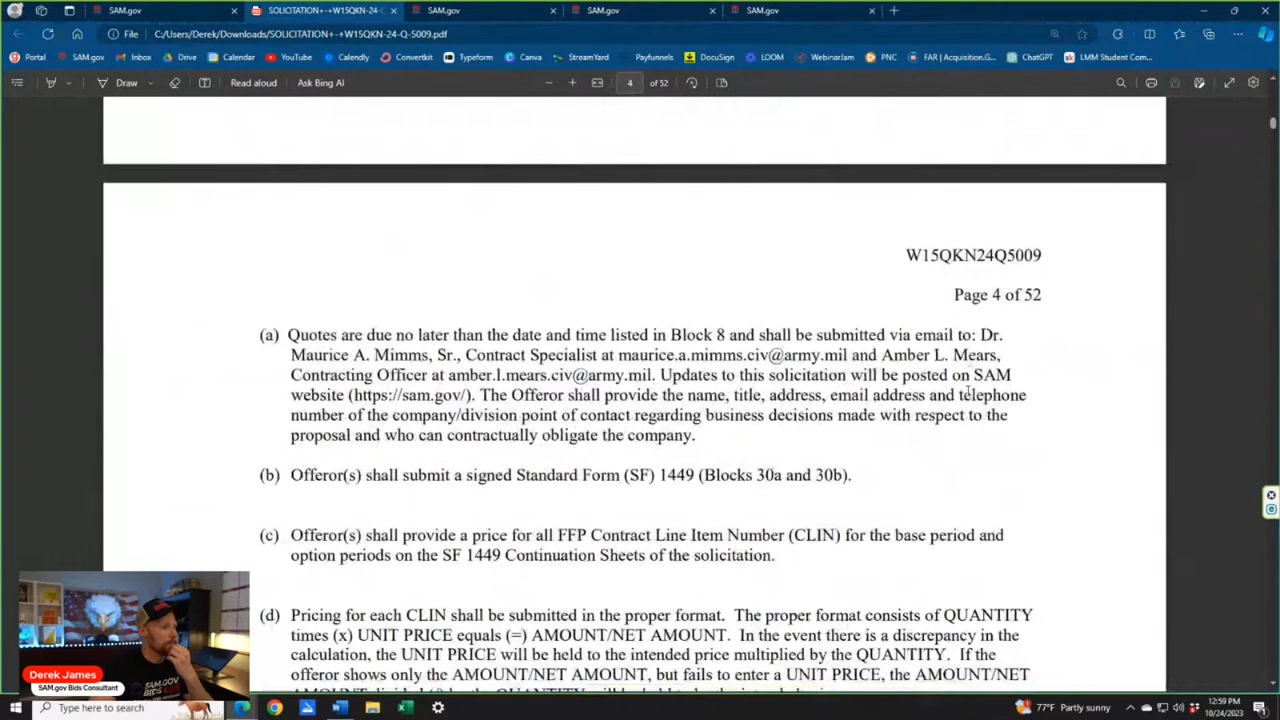 SAM.gov
SOLICITATION+-+W15QKN-24-
SAM.gov
SAM.gov
SAM.gov
File
C:/Users/Derek/Downloads/SOLICITATION+-+W15QKN-24-Q-5009.pdf
Portal
SAM.gov
Inbox
Drive
Calendar
YouTube
Calendly
Convertkit
Typeform
Canva
StreamYard
Payfunnels
DocuSign
LOOM
WebinarJam
PNC
FAR | Acquisition.G...
ChatGPT
LMM Student Com...
Draw
Read aloud
Ask Bing AI
4
of 52
W15QKN24Q5009
Page 4 of 52
(a) Quotes are due no later than the date and time listed in Block 8 and shall be submitted via email to: Dr.
Maurice A. Mimms, Sr., Contract Specialist at maurice.a.mimms.civ@army.mil and Amber L. Mears,
Contracting Officer at amber.l.mears.civ@army.mil. Updates to this solicitation will be posted on SAM
website (https://sam.gov/). The Offeror shall provide the name, title, address, email address and telephone
number of the company/division point of contact regarding business decisions made with respect to the
proposal and who can contractually obligate the company.
(b) Offeror(s) shall submit a signed Standard Form (SF) 1449 (Blocks 30a and 30b).
(c) Offeror(s) shall provide a price for all FFP Contract Line Item Number (CLIN) for the base period and
option periods on the SF 1449 Continuation Sheets of the solicitation.
(d) Pricing for each CLIN shall be submitted in the proper format. The proper format consists of QUANTITY
times (x) UNIT PRICE equals (=) AMOUNT/NET AMOUNT. In the event there is a discrepancy in the
calculation, the UNIT PRICE will be held to the intended price multiplied by the QUANTITY. If the
offeror shows only the AMOUNT/NET AMOUNT, but fails to enter a UNIT PRICE, the AMOUNT/NET
SAM.GOV
BIDS
Derek James
SAM.gov Bids Consultant
Type here to search
77°F Partly sunny
12:59 PM
10/24/2023